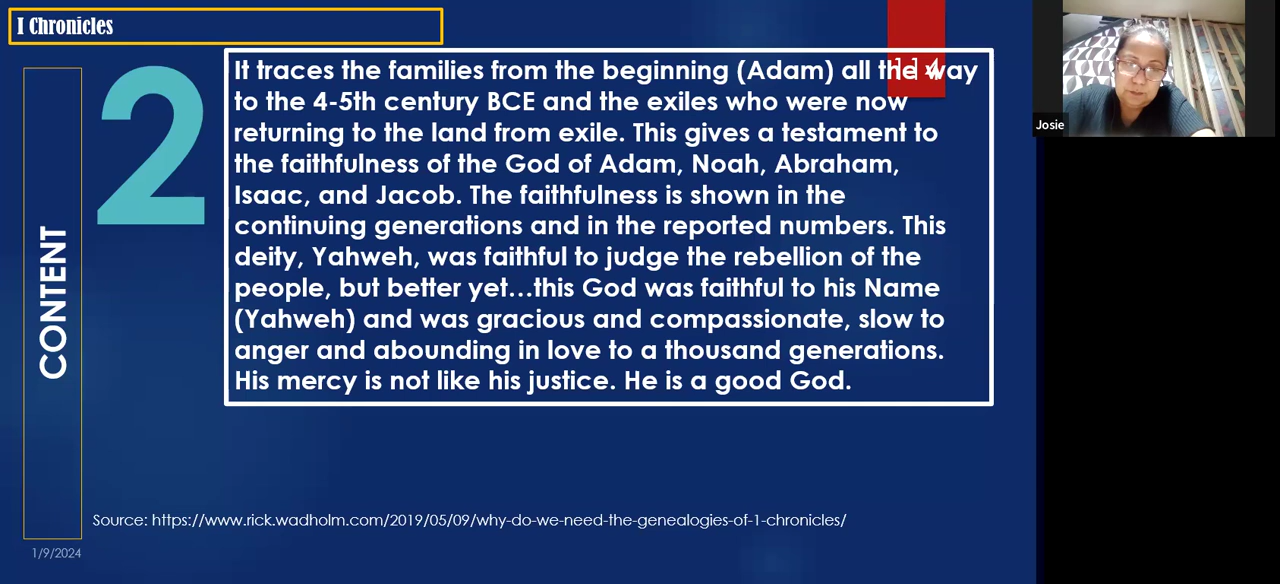 I Chronicles
114
CONTENT
2
It traces the families from the beginning (Adam) all the way
to the 4-5th century BCE and the exiles who were now
returning to the land from exile. This gives a testament to
the faithfulness of the God of Adam, Noah, Abraham,
Isaac, and Jacob. The faithfulness is shown in the
continuing generations and in the reported numbers. This
deity, Yahweh, was faithful to judge the rebellion of the
people, but better yet…this God was faithful to his Name
(Yahweh) and was gracious and compassionate, slow to
anger and abounding in love to a thousand generations.
His mercy is not like his justice. He is a good God.
Source: https://www.rick.wadholm.com/2019/05/09/why-do-we-need-the-genealogies-of-1-chronicles/
1/9/2024
Josie